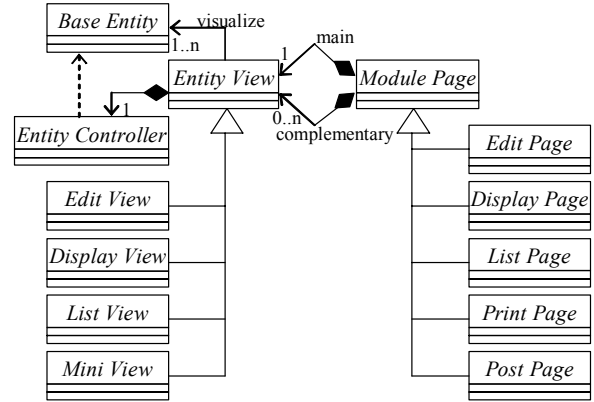 Base Entity
visualize
1..n
1
main
Entity View
Module Page
1
0..n
complementary
Entity Controller
Edit Page
Edit View
Display Page
Display View
List Page
List View
Print Page
Mini View
Post Page